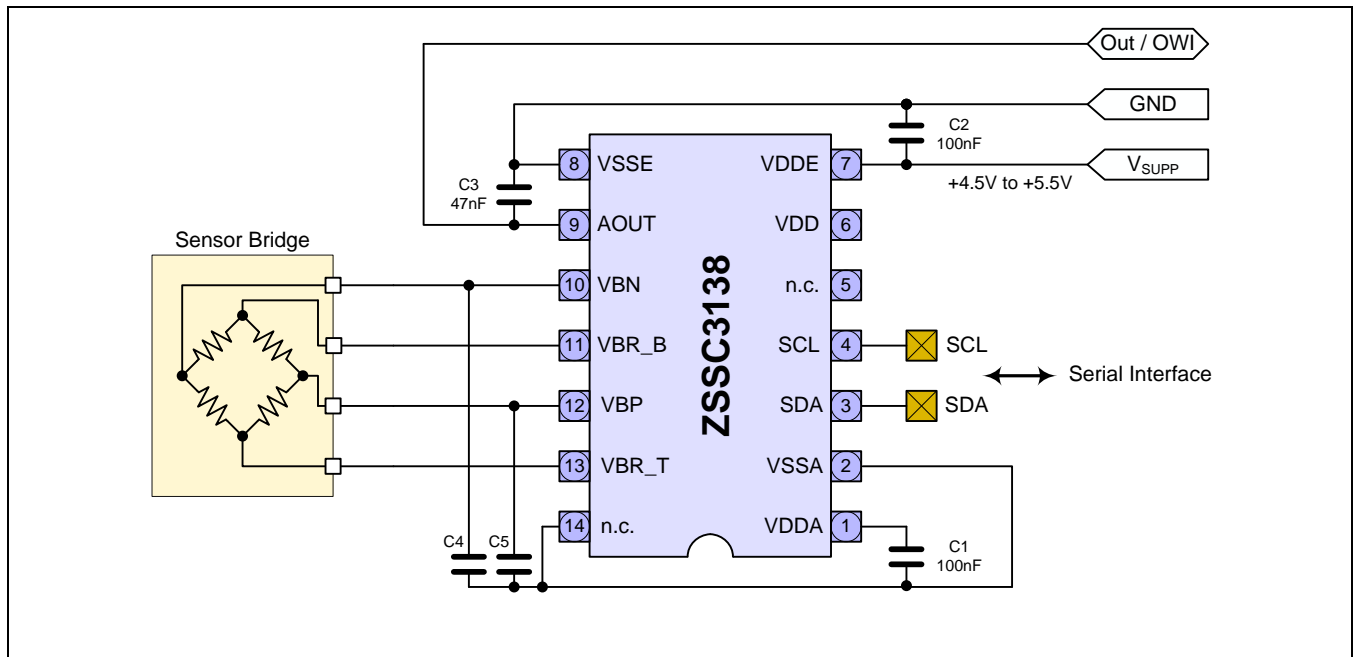 Out / OWI
GND
C2
100nF
V_SUPP
+4.5V to +5.5V
8 VSSE
VDDE 7
C3
47nF
9 AOUT
VDD 6
Sensor Bridge
10 VBN
n.c. 5
11 VBR_B
SCL 4
SCL
Serial Interface
12 VBP
SDA 3
SDA
13 VBR_T
VSSA 2
14 n.c.
VDDA 1
ZSSC3138
C4
C5
C1
100nF